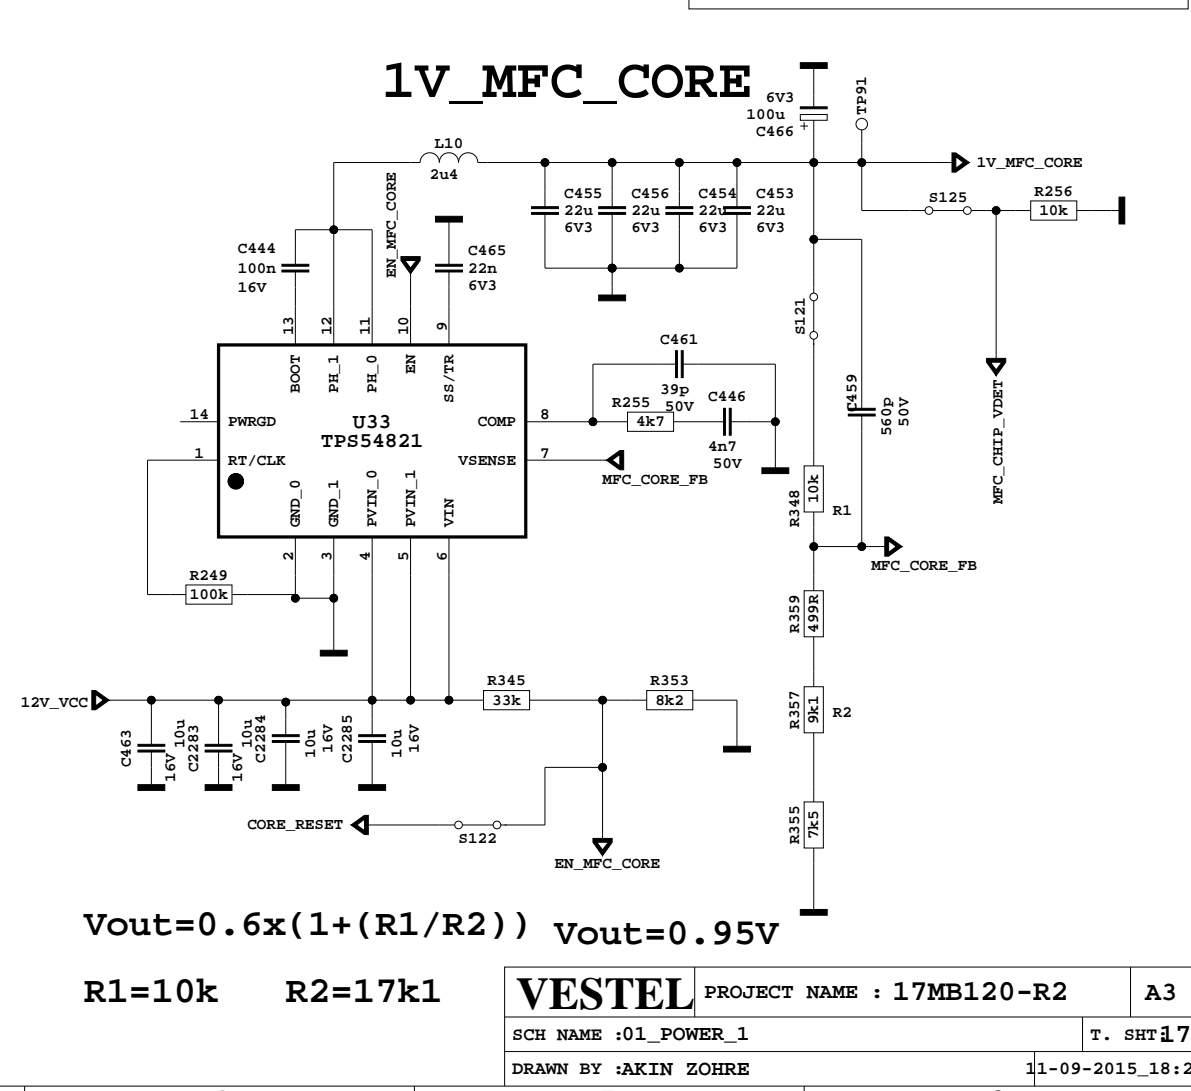 1V_MFC_CORE
6V3
100u
C466
TP91
L10
2u4
1V_MFC_CORE
EN_MFC_CORE
C455
22u
6V3
C456
22u
6V3
C454
22u
6V3
C453
22u
6V3
S125
R256
10k
C444
100n
16V
C465
22n
6V3
S121
13
12
11
10
9
BOOT
PH_1
PH_0
EN
SS/TR
C461
39p
50V
14
PWRGD
U33
TPS54821
COMP
8
R255
4k7
C446
4n7
50V
C459
560p
50V
MFC_CHIP_VDET
1
RT/CLK
VSENSE
7
MFC_CORE_FB
GND_0
GND_1
PVIN_0
PVIN_1
VIN
R348
10k
R1
2
3
4
5
6
MFC_CORE_FB
R249
100k
R359
499R
12V_VCC
R345
33k
R353
8k2
R357
9k1
R2
C463
10u
16V
C2283
10u
16V
C2284
10u
16V
C2285
10u
16V
CORE_RESET
S122
EN_MFC_CORE
R355
7k5
Vout=0.6x(1+(R1/R2))
Vout=0.95V
R1=10k R2=17k1
VESTEL PROJECT NAME : 17MB120-R2 A3
SCH NAME :01_POWER_1 T. SHT:17
DRAWN BY :AKIN ZOHRE 11-09-2015_18:2